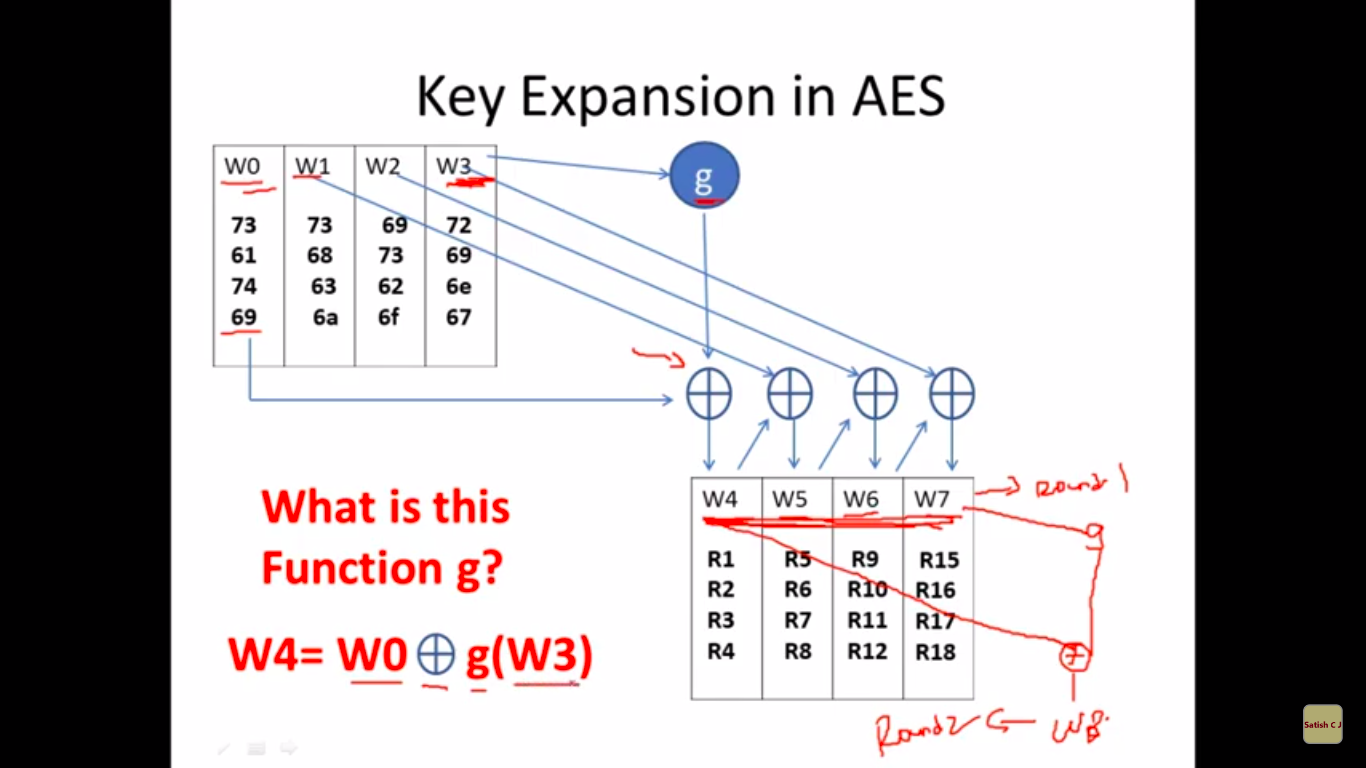 Key Expansion in AES
W0 W1 W2 W3
73 73 69 72
61 68 73 69
74 63 62 6e
69 6a 6f 67
g
What is this
Function g?
W4= W0 ⊕ g(W3)
W4 W5 W6 W7
R1 R5 R9 R15
R2 R6 R10 R16
R3 R7 R11 R17
R4 R8 R12 R18
Round 1
g
Round 2
W8
Satish C J